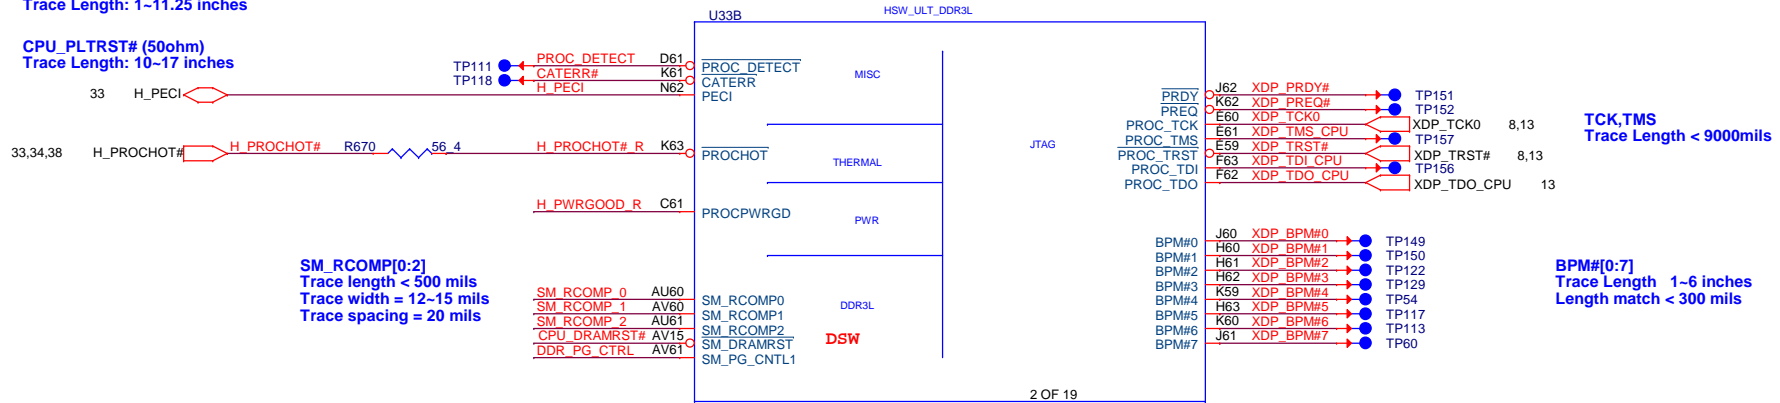 Trace Length: 1~11.25 inches
U33B
HSW_ULT_DDR3L
CPU_PLTRST# (50ohm)
Trace Length: 10~17 inches
TP111 PROC_DETECT D61 PROC_DETECT
TP118 CATERR# K61 CATERR
33 H_PECI H_PECI N62 PECI
MISC
33,34,38 H_PROCHOT# H_PROCHOT# R670 56_4 H_PROCHOT#_R K63 PROCHOT
THERMAL
H_PWRGOOD_R C61 PROCPWRGD
PWR
SM_RCOMP[0:2]
Trace length < 500 mils
Trace width = 12~15 mils
Trace spacing = 20 mils
SM_RCOMP_0 AU60 SM_RCOMP0
SM_RCOMP_1 AV60 SM_RCOMP1
SM_RCOMP_2 AU61 SM_RCOMP2
CPU_DRAMRST# AV15 SM_DRAMRST
DDR_PG_CTRL AV61 SM_PG_CNTL1
DDR3L
DSW
JTAG
PRDY J62 XDP_PRDY# TP151
PREQ K62 XDP_PREQ# TP152
PROC_TCK E60 XDP_TCK0 XDP_TCK0 8,13
PROC_TMS E61 XDP_TMS_CPU TP157
PROC_TRST E59 XDP_TRST# XDP_TRST# 8,13
PROC_TDI F63 XDP_TDI_CPU TP156
PROC_TDO F62 XDP_TDO_CPU XDP_TDO_CPU 13
TCK,TMS
Trace Length < 9000mils
BPM#0 J60 XDP_BPM#0 TP149
BPM#1 H60 XDP_BPM#1 TP150
BPM#2 H61 XDP_BPM#2 TP122
BPM#3 H62 XDP_BPM#3 TP129
BPM#4 K59 XDP_BPM#4 TP54
BPM#5 H63 XDP_BPM#5 TP117
BPM#6 K60 XDP_BPM#6 TP113
BPM#7 J61 XDP_BPM#7 TP60
BPM#[0:7]
Trace Length 1~6 inches
Length match < 300 mils
2 OF 19